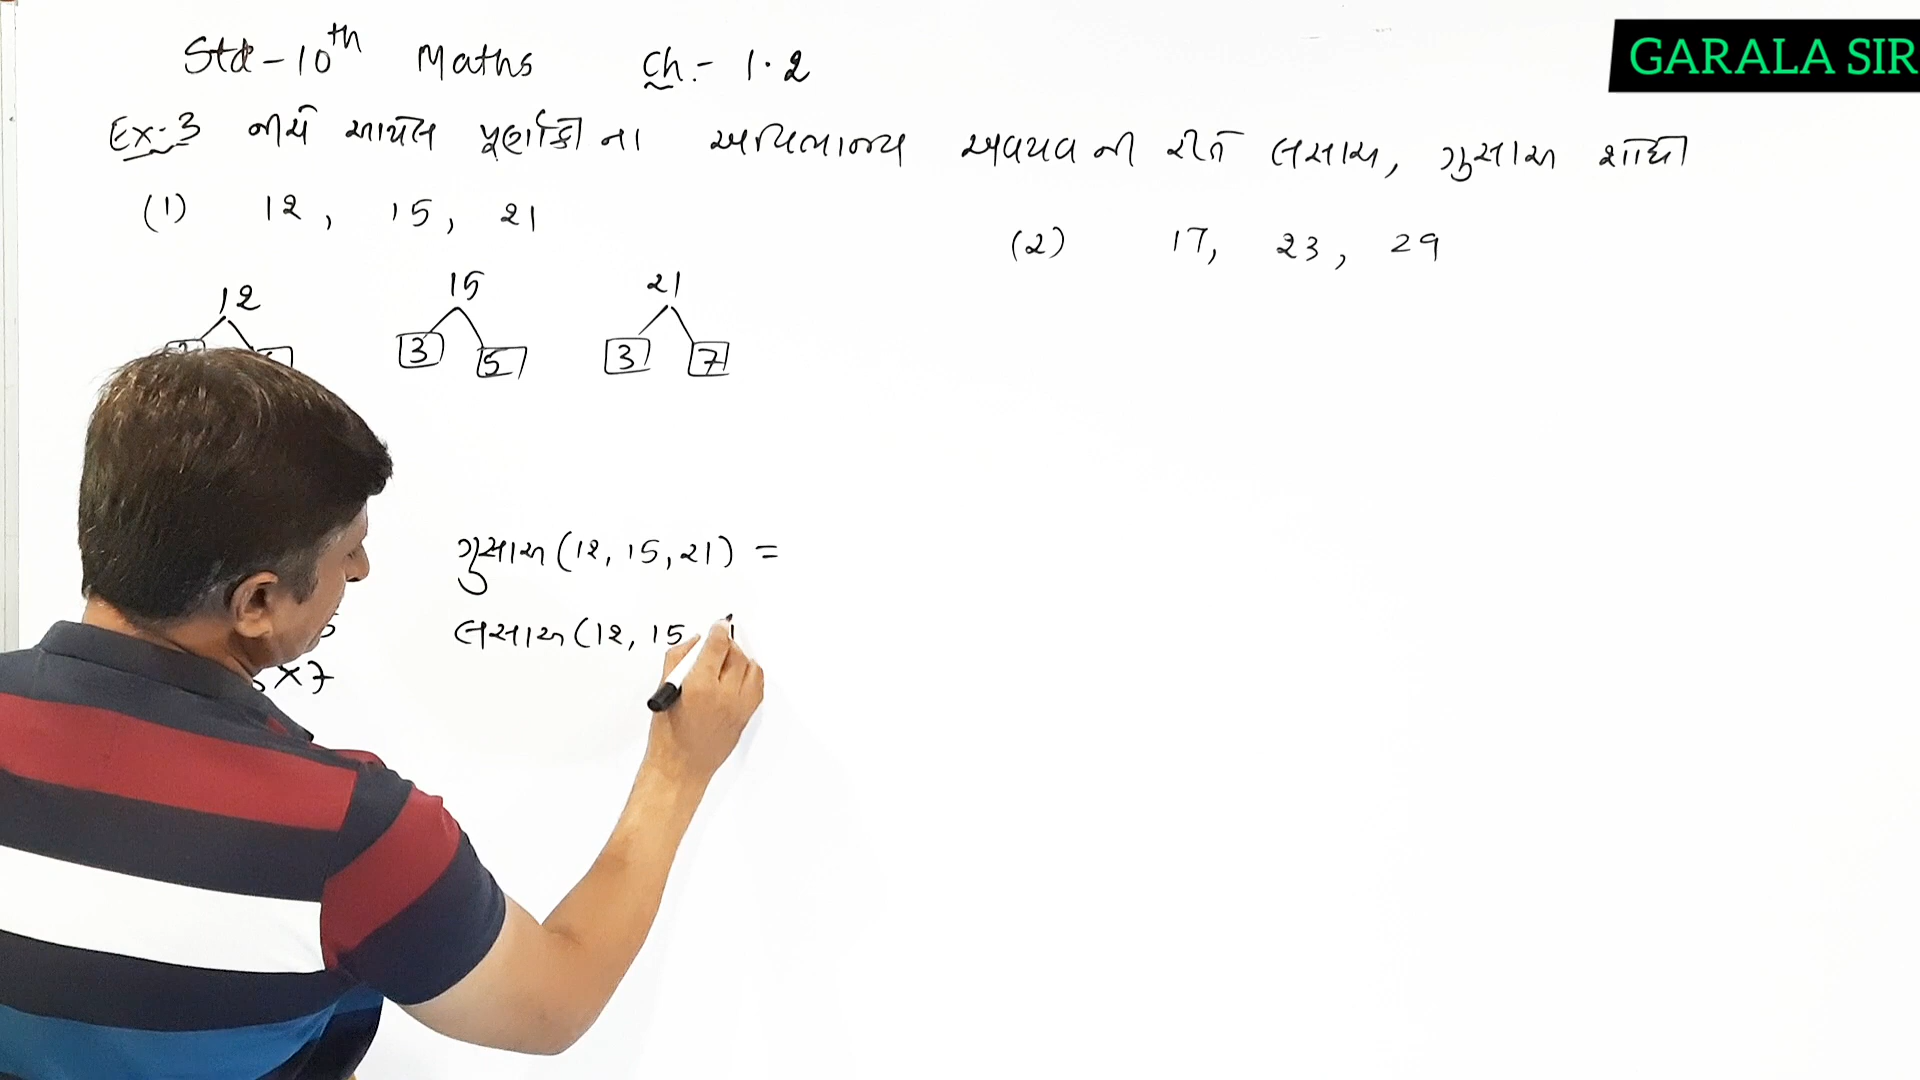 Std-10th Maths Ch.- 1.2
GARALA SIR
Ex-3 નીચે આપેલ પૂર્ણાંકો ના અવિભાજ્ય અવયવ ની રીતે લસાઅ, ગુસાઅ શોધો
(1) 12, 15, 21
(2) 17, 23, 29
12 15 21
3 5 3 7
ગુસાઅ (12, 15, 21) =
લસાઅ (12, 15,
×7